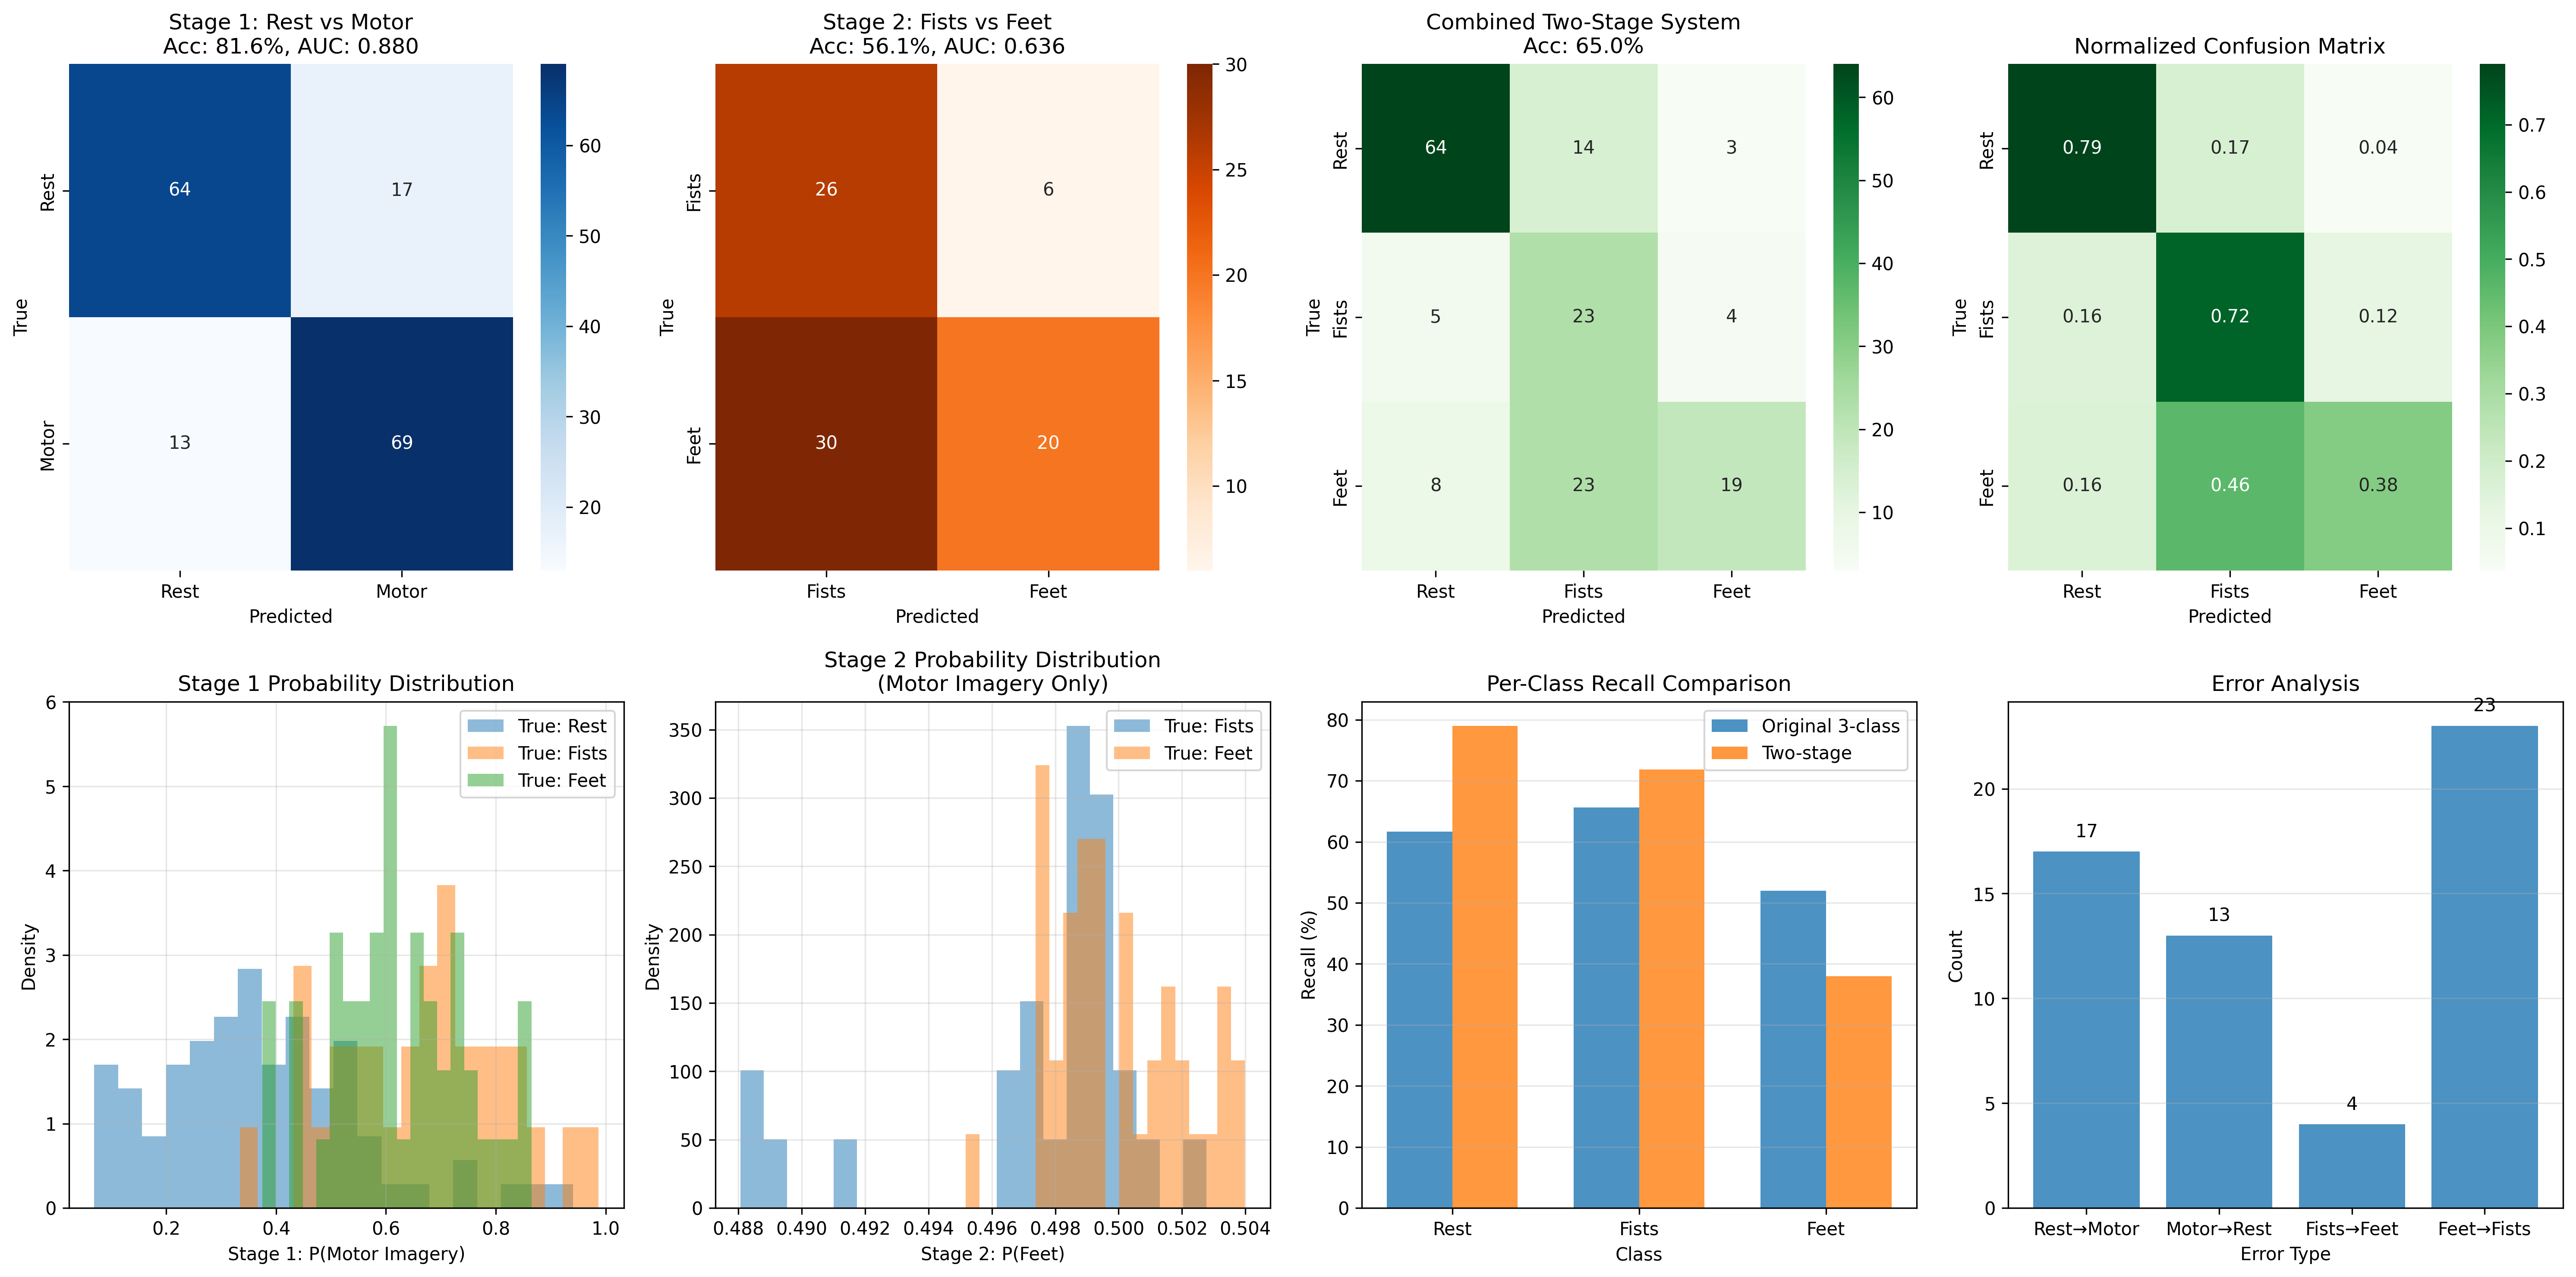 Stage 1: Rest vs Motor
Acc: 81.6%, AUC: 0.880
True
Rest
Motor
64
17
13
69
Rest
Motor
Predicted
60
50
40
30
20
Stage 2: Fists vs Feet
Acc: 56.1%, AUC: 0.636
True
Fists
Feet
26
6
30
20
Fists
Feet
Predicted
30
25
20
15
10
Combined Two-Stage System
Acc: 65.0%
True
Rest
Fists
Feet
64
14
3
5
23
4
8
23
19
Rest
Fists
Feet
Predicted
60
50
40
30
20
10
Normalized Confusion Matrix
True
Rest
Fists
Feet
0.79
0.17
0.04
0.16
0.72
0.12
0.16
0.46
0.38
Rest
Fists
Feet
Predicted
0.7
0.6
0.5
0.4
0.3
0.2
0.1
Stage 1 Probability Distribution
Density
6
5
4
3
2
1
0
True: Rest
True: Fists
True: Feet
0.2
0.4
0.6
0.8
1.0
Stage 1: P(Motor Imagery)
Stage 2 Probability Distribution
(Motor Imagery Only)
Density
350
300
250
200
150
100
50
0
True: Fists
True: Feet
0.488
0.490
0.492
0.494
0.496
0.498
0.500
0.502
0.504
Stage 2: P(Feet)
Per-Class Recall Comparison
Recall (%)
80
70
60
50
40
30
20
10
0
Original 3-class
Two-stage
Rest
Fists
Feet
Class
Error Analysis
Count
20
15
10
5
0
17
13
4
23
Rest→Motor
Motor→Rest
Fists→Feet
Feet→Fists
Error Type